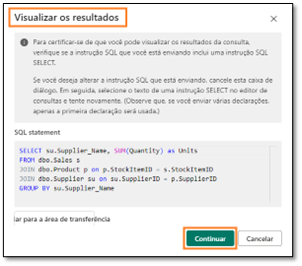 Visualizar os resultados
Para certificar-se de que você pode visualizar os resultados da consulta,
verifique se a instrução SQL que você está enviando inclui uma instrução SQL
SELECT.
Se você deseja alterar a instrução SQL que está enviando, cancele esta caixa de
diálogo. Em seguida, selecione o texto de uma instrução SELECT no editor de
consultas e tente novamente. (Observe que, se você enviar várias declarações,
apenas a primeira declaração será usada.)
SQL statement
SELECT su.Supplier_Name, SUM(Quantity) as Units
FROM dbo.Sales s
JOIN dbo.Product p on p.StockItemID = s.StockItemID
JOIN dbo.Supplier su on su.SupplierID = p.SupplierID
GROUP BY su.Supplier_Name
iar para a área de transferência
Continuar Cancelar